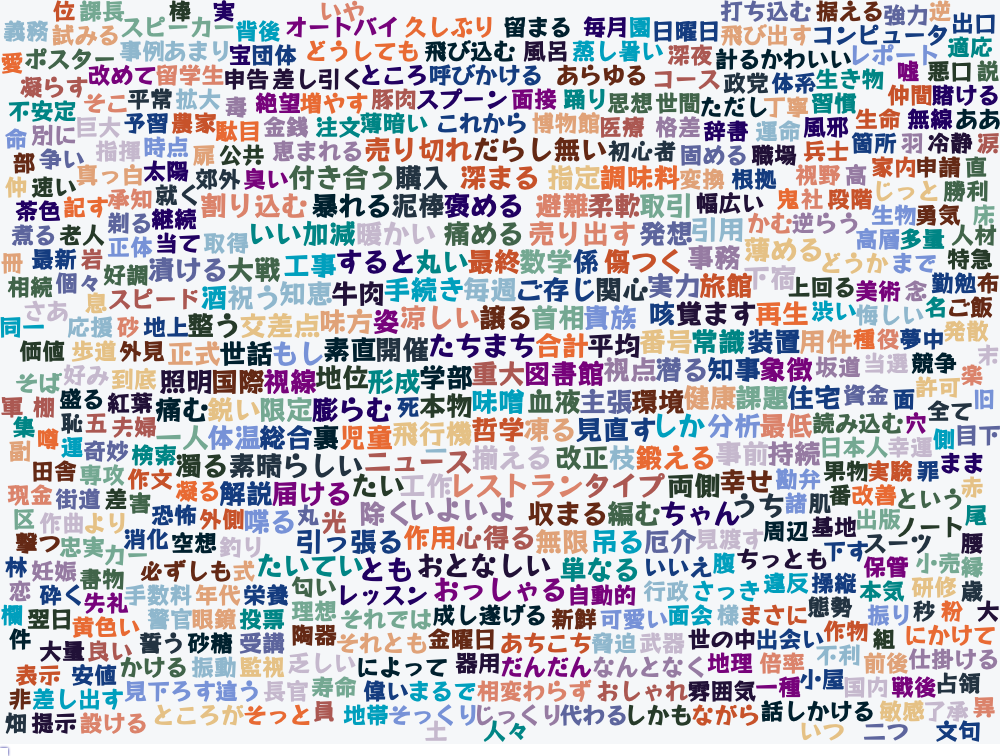 位 課長 棒 実 いや 打ち込む 据える 強力 逆 出口
義務 試みる スピーカー 背後 オートバイ 久しぶり 留まる 毎月 園 日曜日 飛び出す コンピュータ 適応
愛 ポスター 事例 あまり 宝 団体 どうしても 飛び込む 風呂 蒸し暑い 深夜 計る かわいい レポート 嘘 悪口 説
凝らす 改めて 留学生 申告 差し引く ところ 呼びかける あらゆる コース 政党 体系 生き物 仲間 賭ける
不安定 そこ 平常 拡大 毒 絶望 増やす 豚肉 スプーン 面接 踊り 思想 世間 ただし 丁寧 習慣 生命 無線 ああ
命 別に 巨大 予習 農家 駄目 金銭 注文 薄暗い これから 博物館 医療 格差 辞書 運命 風邪 箇所 羽 冷静 涙
部 争い 指揮 時点 扉 公共 恵まれる 売り切れ だらし無い 初心者 固める 職場 兵士 家内 申請 直
仲 速い 真っ白 太陽 郊外 臭い 付き合う 購入 深まる 指定 調味料 変換 根拠 視野 高 じっと 勝利
茶色 記す 承知 就く 割り込む 暴れる 泥棒 褒める 避難 柔軟 取引 幅広い 鬼 社 段階 生物 勇気 床
煮る 老人 剃る 継続 正体 当て 取得 いい加減 暖かい 痛める 売り出す 発想 引用 かむ 逆らう 高層 多量 人材
冊 最新 岩 好調 漬ける 大戦 工事 すると 丸い 最終 数学 係 傷つく 事務 薄める どうか まで 特急
相続 個々 息 スピード 酒 祝う 知恵 牛肉 手続き 毎週 ご存じ 関心 実力 旅館 下宿 上回る 美術 念 勤勉 布
さあ 同一 応援 砂 地上 整う 交差点 味方 姿 涼しい 譲る 首相 貴族 咳 覚ます 再生 渋い 悔しい 名 ご飯
価値 歩道 外見 正式 世話 もし 素直 開催 たちまち 合計 平均 番号 常識 装置 用件 種 役 夢中 発散
そば 好み 到底 照明 国際 視線 地位 形成 学部 重大 図書館 視点 潜る 知事 象徴 坂道 当選 競争 楽 末
軍 棚 盛る 紅葉 痛む 鋭い 限定 膨らむ 死 本物 味噌 血液 主張 環境 健康 課題 住宅 資金 面 許可 全て 旧
集 噂 恥 五 夫婦 一人 体温 総合 裏 児童 飛行機 哲学 凍る 見直す しか 分析 最低 読み込む 穴 側 目下
副 運 奇妙 検索 濁る 素晴らしい ニュース 揃える 改正 枝 鍛える 事前 持続 日本人 幸運
田舎 専攻 作文 凝る 解説 届ける たい 工作 レストラン タイプ 両側 幸せ 勘弁 果物 実験 罪 まま
現金 街道 差 害 恐怖 外側 喋る 丸 光 除く いよいよ 収まる 編む ちゃん うち 諸 肌 番 改善 という 赤
区 作曲 より 消化 空想 釣り 引っ張る 作用 心得る 無限 吊る 厄介 見渡す 周辺 基地 出版 ノート 尾
撃つ 忠実 力 必ずしも 式 たいてい とも おとなしい 単なる いいえ 腹 ちっとも 下す スーツ 腰
林 妊娠 書物 手数料 年代 栄養 匂い レッスン おっしゃる 自動的 行政 さっき 違反 操縦 保管 小売 縁
恋 砕く 失礼 警官 眼鏡 投票 理想 それでは 成し遂げる 新鮮 可愛い 面会 様 まさに 態勢 本気 研修 歳
欄 翌日 黄色い 誓う 砂糖 受講 陶器 それとも 金曜日 あちこち 脅迫 武器 世の中 出会い 作物 振り 秒 粉 大
件 大量 良い かける 振動 監視 乏しい によって 器用 だんだん なんとなく 地理 倍率 不利 組 前後 にかけて 仕掛ける
表示 安値 見下ろす 違う 長官 寿命 偉い まるで 相変わらず おしゃれ 雰囲気 一種 小屋 国内 戦後 占領
非 差し出す ところが そっと 員 地帯 そっくり じっくり 代わる しかも ながら 話しかける 敏感 了承 昇
畑 提示 設ける 土 人々 いつ 二つ 文句